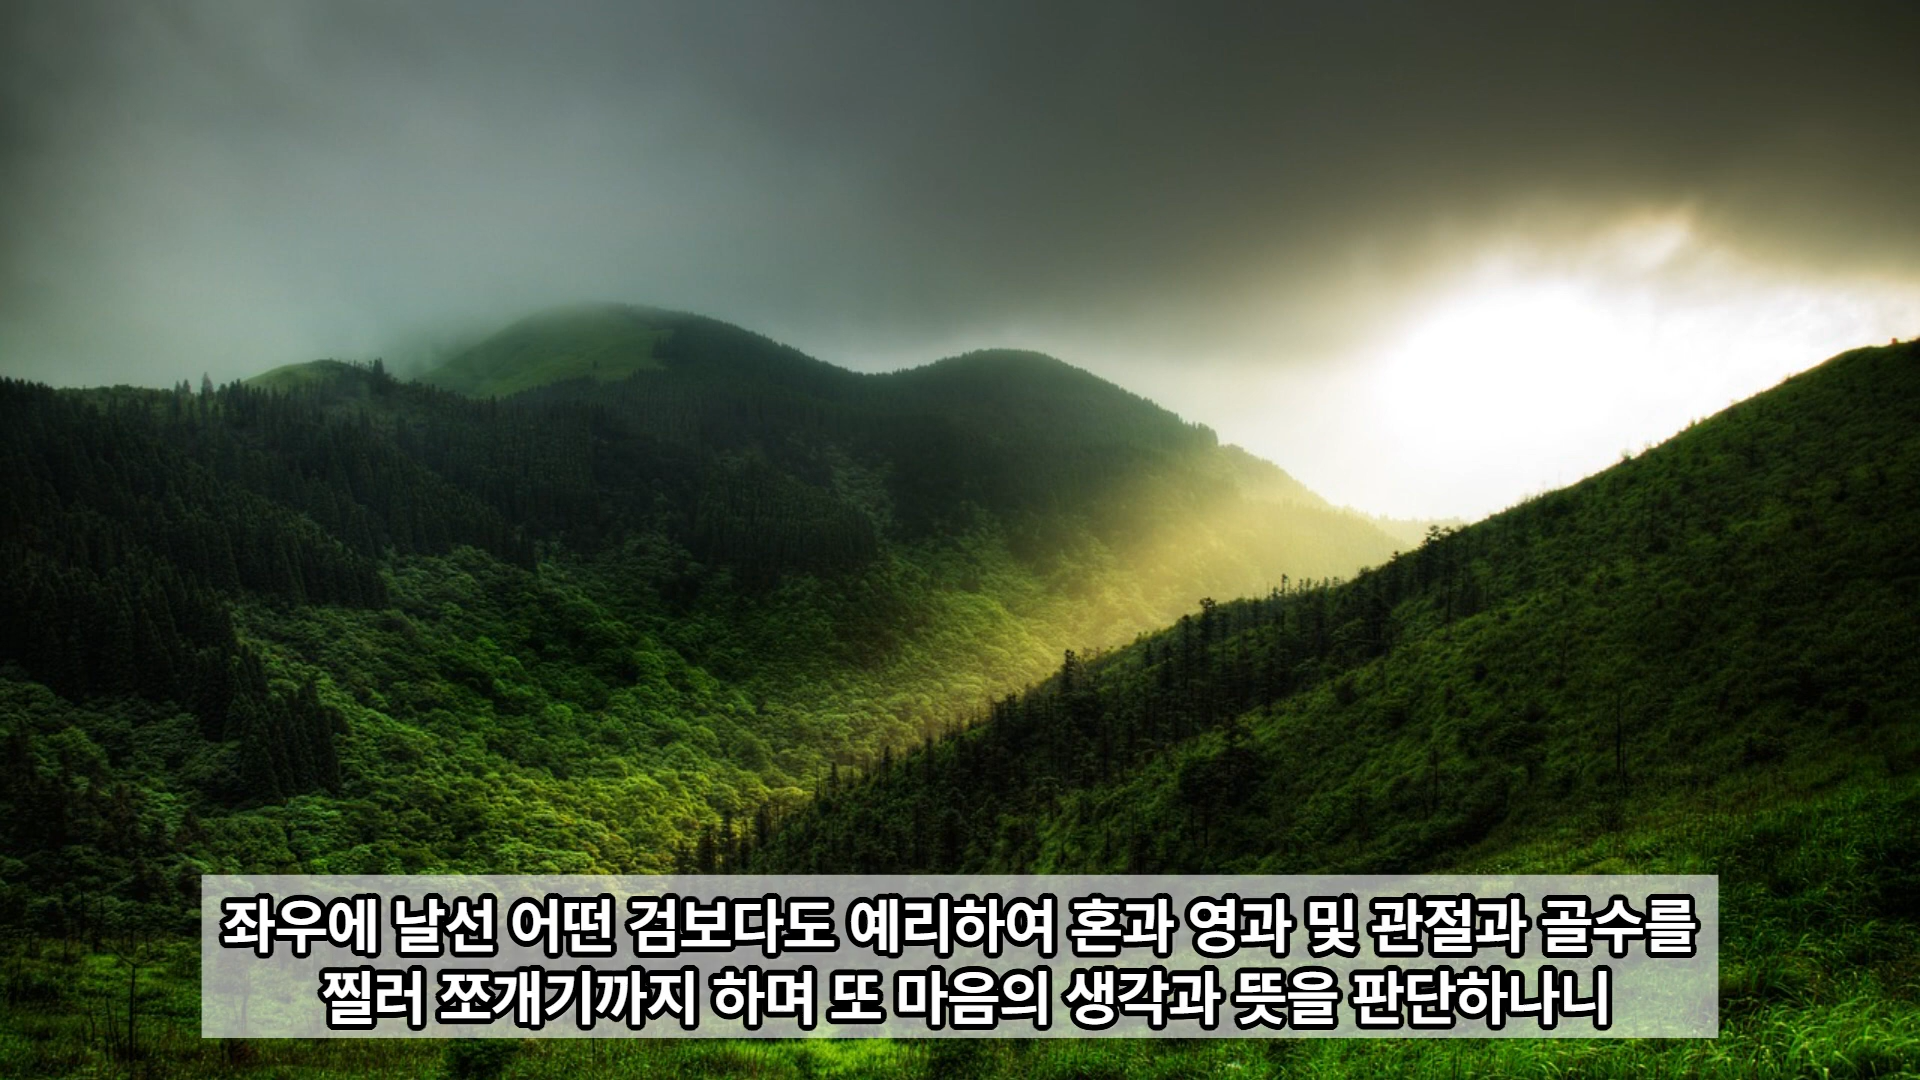 좌우에 날선 어떤 검보다도 예리하여 혼과 영과 및 관절과 골수를
찔러 쪼개기까지 하며 또 마음의 생각과 뜻을 판단하나니